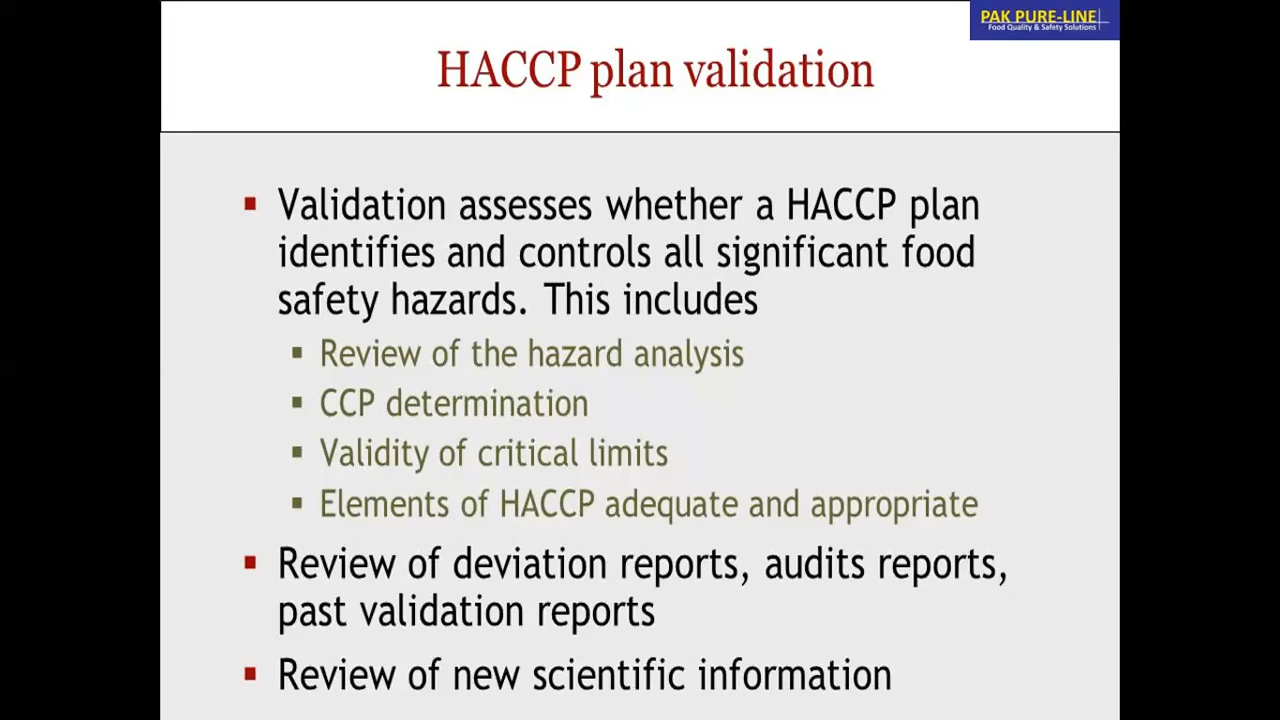 PAK PURE-LINE
Food Quality & Safety Solutions
HACCP plan validation
▪ Validation assesses whether a HACCP plan
identifies and controls all significant food
safety hazards. This includes
▪ Review of the hazard analysis
▪ CCP determination
▪ Validity of critical limits
▪ Elements of HACCP adequate and appropriate
▪ Review of deviation reports, audits reports,
past validation reports
▪ Review of new scientific information